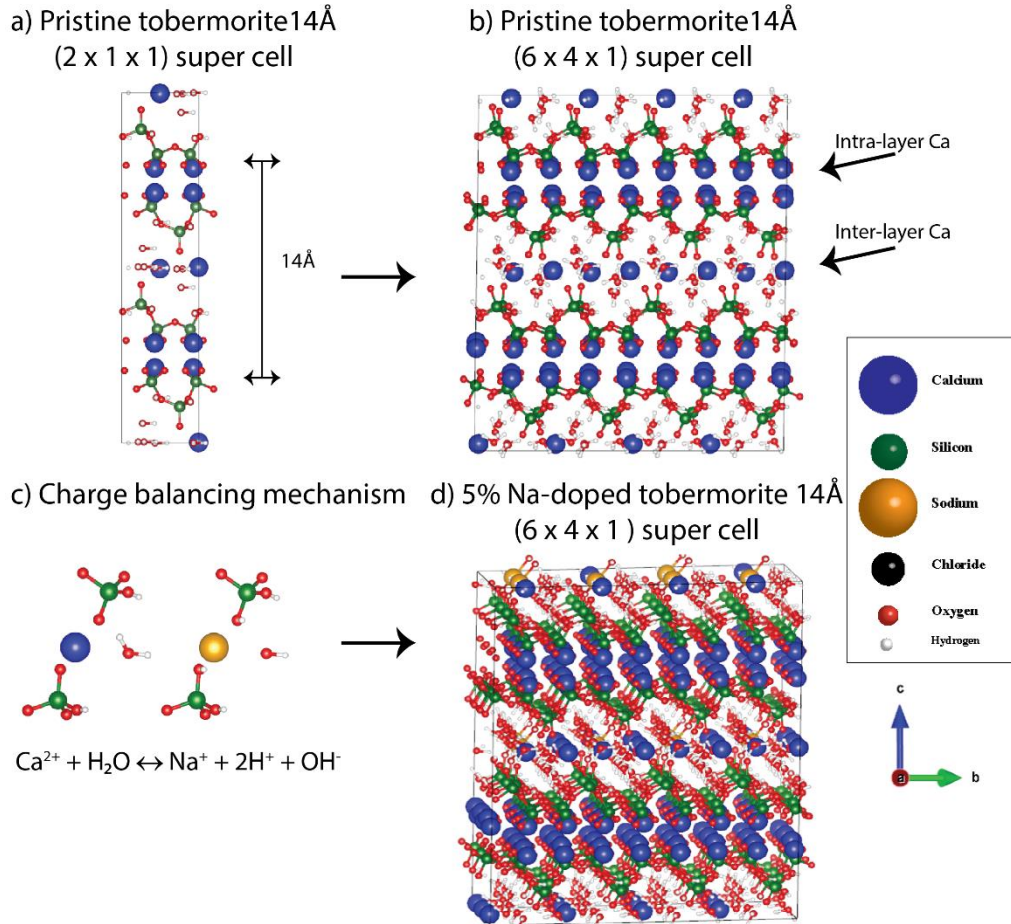 a) Pristine tobermorite14Å
(2 x 1 x 1) super cell
b) Pristine tobermorite 14Å
(6 x 4 x 1) super cell
14Å
Intra-layer Ca
Inter-layer Ca
Calcium
Silicon
Sodium
Chloride
Oxygen
Hydrogen
c) Charge balancing mechanism
Ca²⁺ + H₂O ↔ Na⁺ + 2H⁺ + OH⁻
d) 5% Na-doped tobermorite 14Å
(6 x 4 x 1 ) super cell
c
a
b